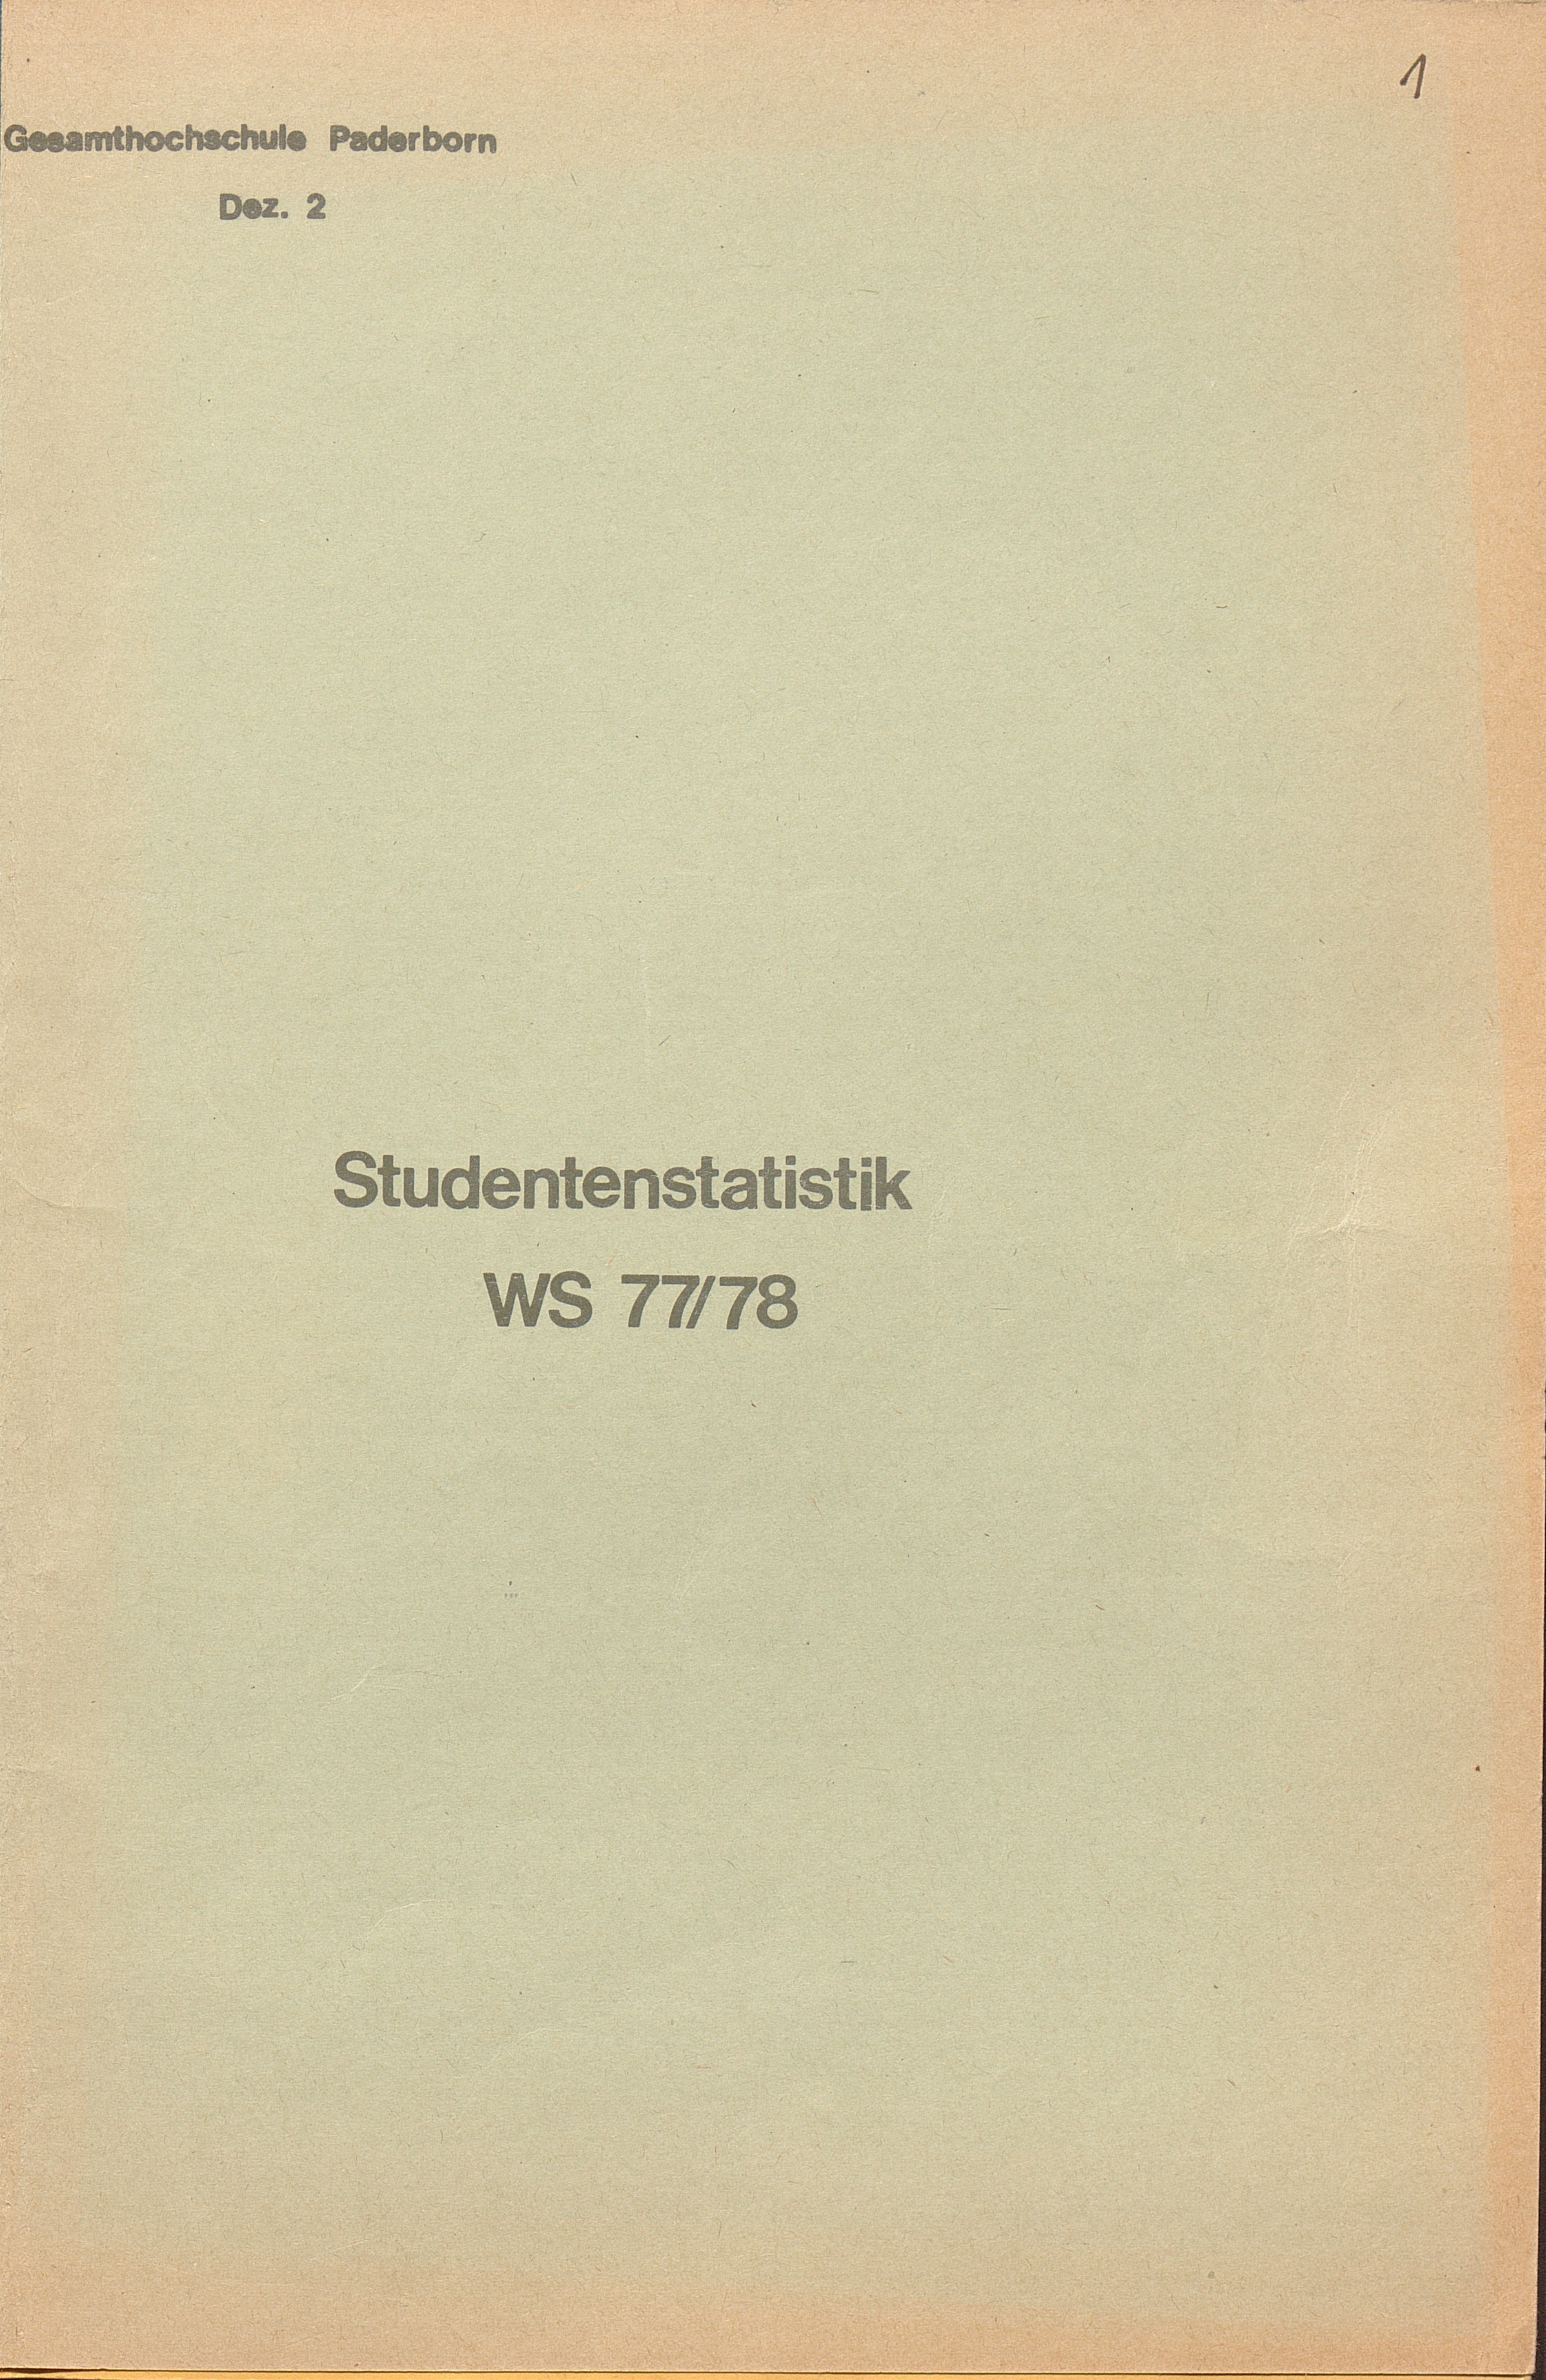 1
Gesamthochschule Paderborn
Dez. 2
Studentenstatistik
WS 77/78